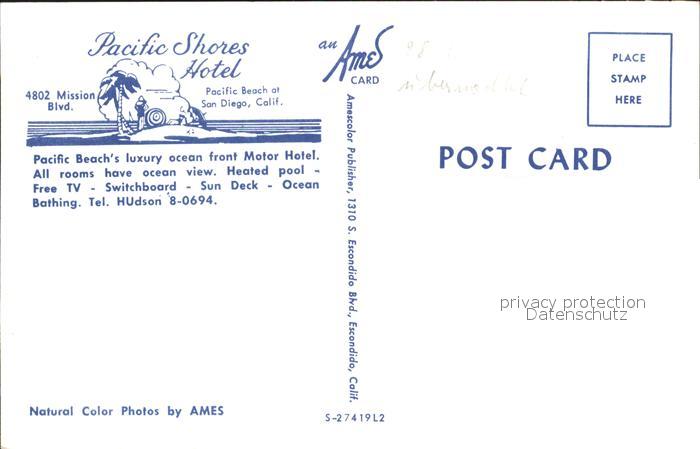 Pacific Shores
Hotel
4802 Mission
Blvd.
Pacific Beach at
San Diego, Calif.
Pacific Beach's luxury ocean front Motor Hotel.
All rooms have ocean view. Heated pool -
Free TV - Switchboard - Sun Deck - Ocean
Bathing. Tel. HUdson 8-0694.
Natural Color Photos by AMES
an
Ames
CARD
Amescolor Publisher, 1310 S. Escondido Blvd., Escondido, Calif.
S-27419L2
PLACE
STAMP
HERE
POST CARD
privacy protection
Datenschutz